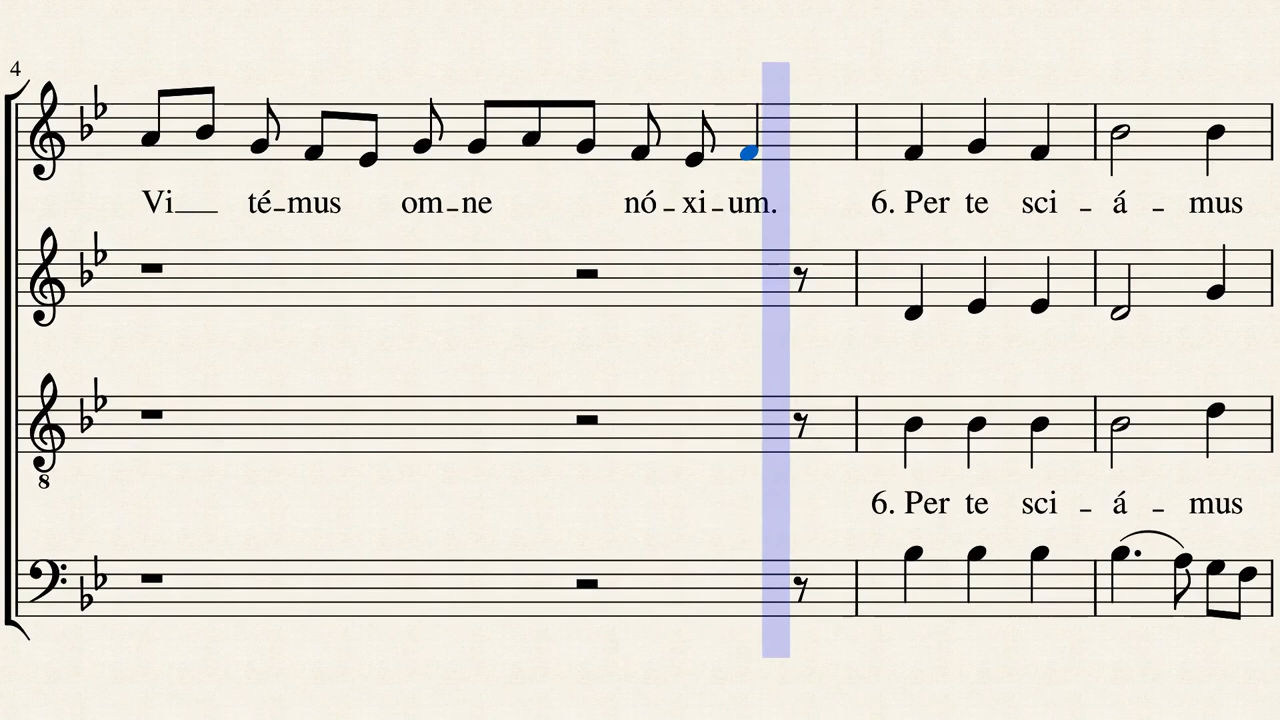 4
Vi té-mus om-ne nó-xi-um. 6. Per te sci-á-mus
8
6. Per te sci-á-mus